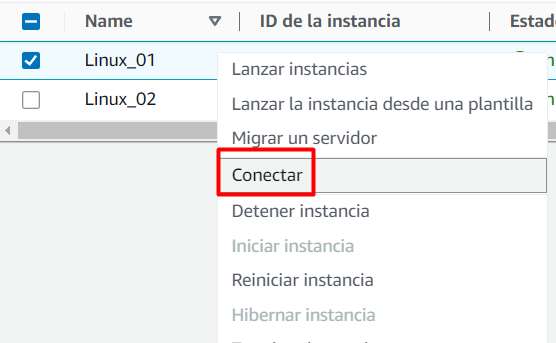 Name ID de la instancia Estad
Linux_01
Linux_02
Lanzar instancias
Lanzar la instancia desde una plantilla
Migrar un servidor
Conectar
Detener instancia
Iniciar instancia
Reiniciar instancia
Hibernar instancia